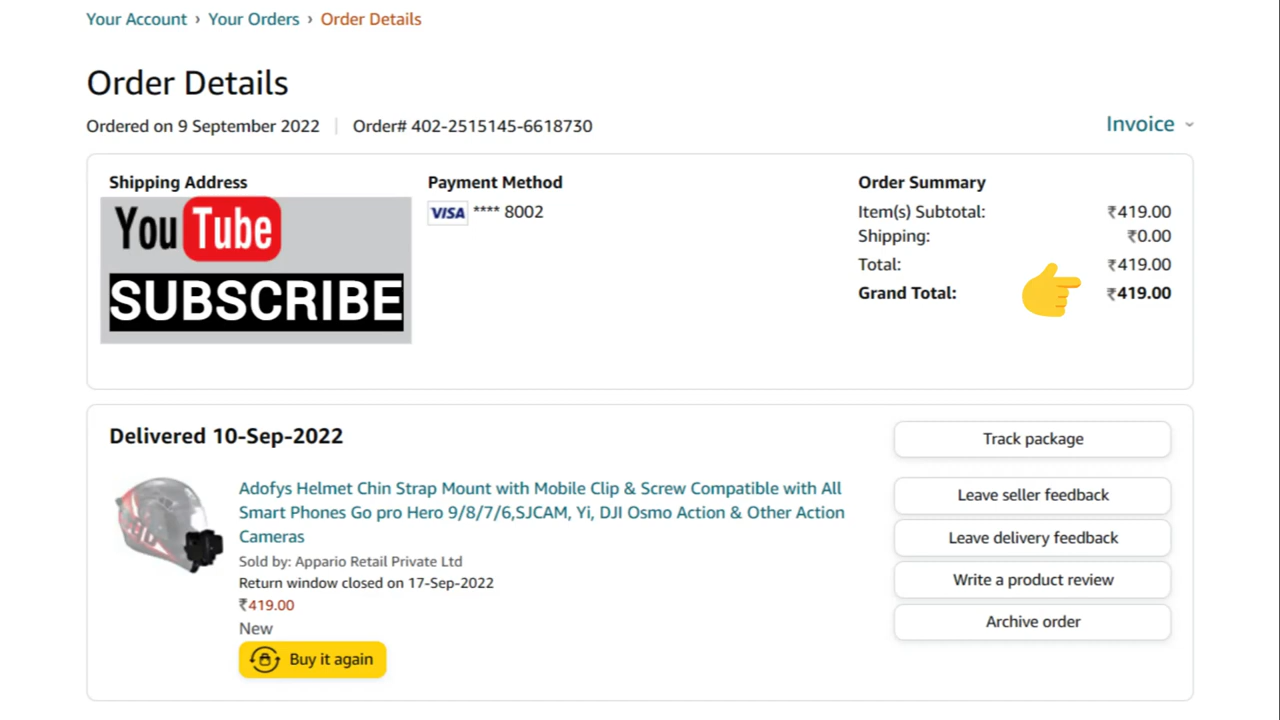 Your Account › Your Orders › Order Details
Order Details
Ordered on 9 September 2022 | Order# 402-2515145-6618730
Invoice
Shipping Address
YouTube
SUBSCRIBE
Payment Method
VISA **** 8002
Order Summary
Item(s) Subtotal: ₹419.00
Shipping: ₹0.00
Total: ₹419.00
Grand Total: ₹419.00
Delivered 10-Sep-2022
Adofys Helmet Chin Strap Mount with Mobile Clip & Screw Compatible with All
Smart Phones Go pro Hero 9/8/7/6,SJCAM, Yi, DJI Osmo Action & Other Action
Cameras
Sold by: Appario Retail Private Ltd
Return window closed on 17-Sep-2022
₹419.00
New
Buy it again
Track package
Leave seller feedback
Leave delivery feedback
Write a product review
Archive order